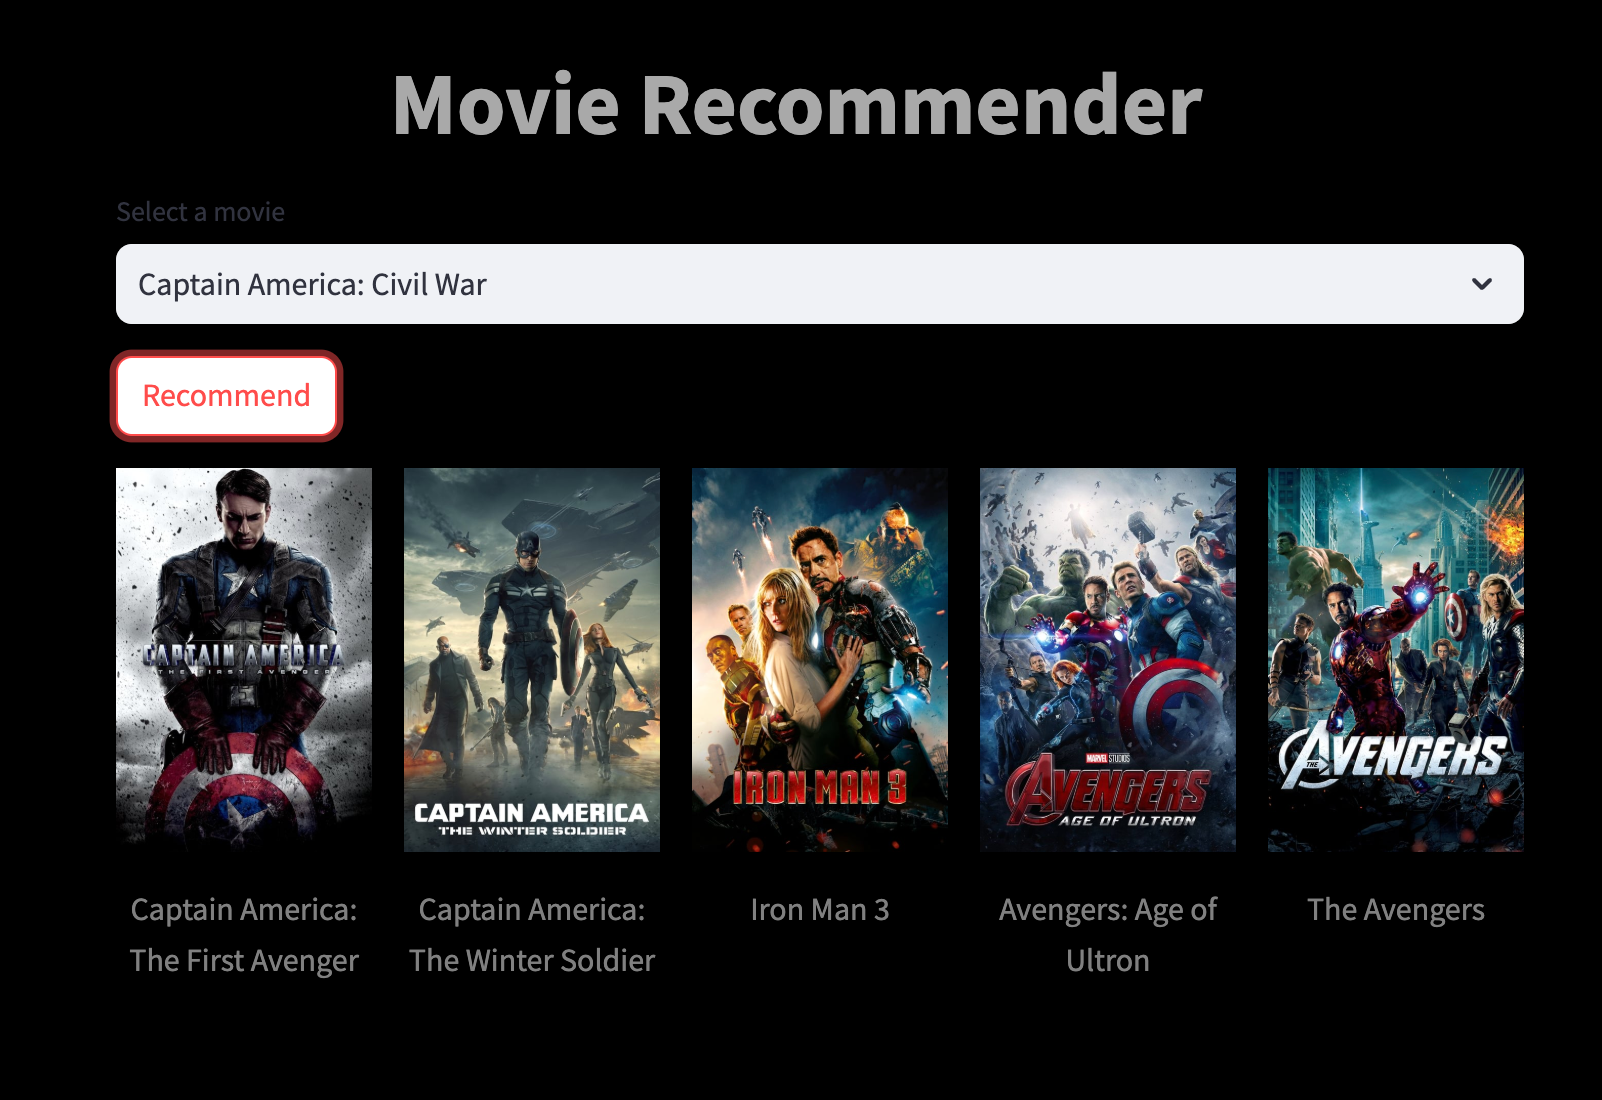 Movie Recommender
Select a movie
Captain America: Civil War
Recommend
CAPTAIN AMERICA
THE FIRST AVENGER
CAPTAIN AMERICA
THE WINTER SOLDIER
IRON MAN 3
MARVEL STUDIOS
AVENGERS
AGE OF ULTRON
THE AVENGERS
Captain America:
The First Avenger
Captain America:
The Winter Soldier
Iron Man 3
Avengers: Age of
Ultron
The Avengers